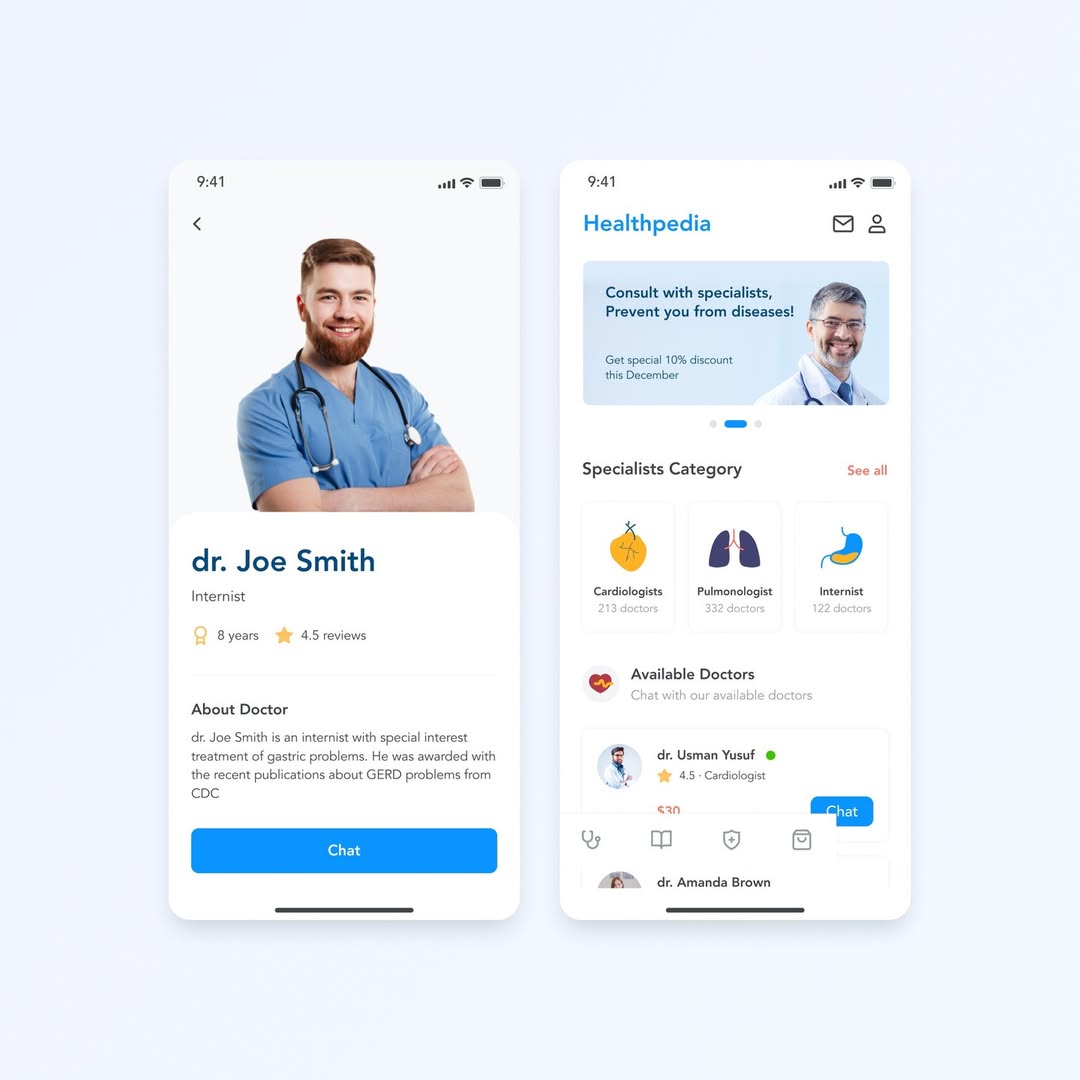 9:41
dr. Joe Smith
Internist
8 years
4.5 reviews
About Doctor
dr. Joe Smith is an internist with special interest
treatment of gastric problems. He was awarded with
the recent publications about GERD problems from
CDC
Chat
9:41
Healthpedia
Consult with specialists,
Prevent you from diseases!
Get special 10% discount
this December
Specialists Category
See all
Cardiologists
213 doctors
Pulmonologist
332 doctors
Internist
122 doctors
Available Doctors
Chat with our available doctors
dr. Usman Yusuf
4.5 · Cardiologist
$30
Chat
dr. Amanda Brown